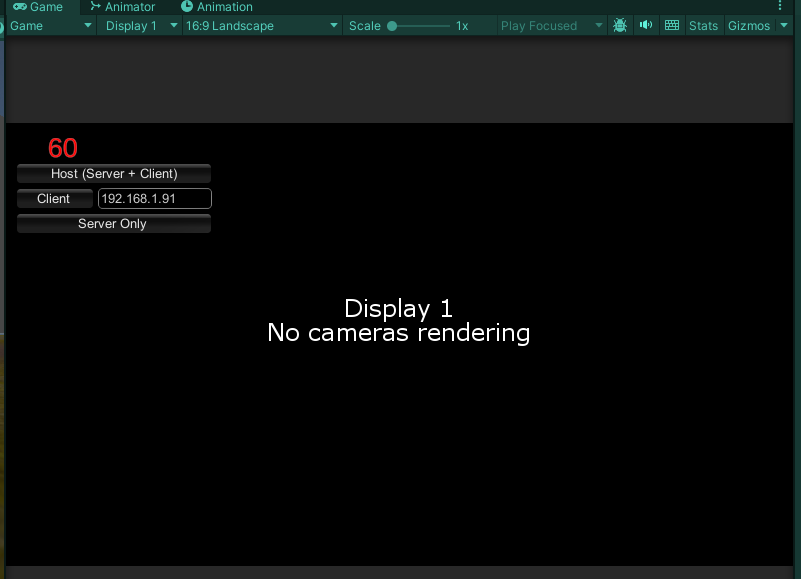 Game Animator Animation
Game Display 1 16:9 Landscape Scale 1x Play Focused Stats Gizmos
60
Host (Server + Client)
Client 192.168.1.91
Server Only
Display 1
No cameras rendering